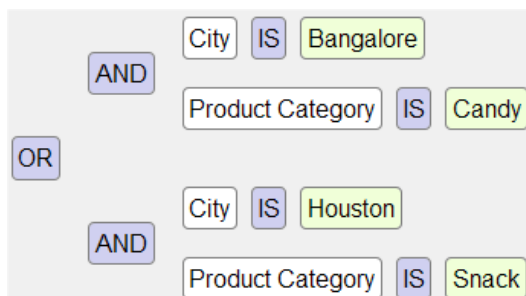 City IS Bangalore
AND
Product Category IS Candy
OR
City IS Houston
AND
Product Category IS Snack